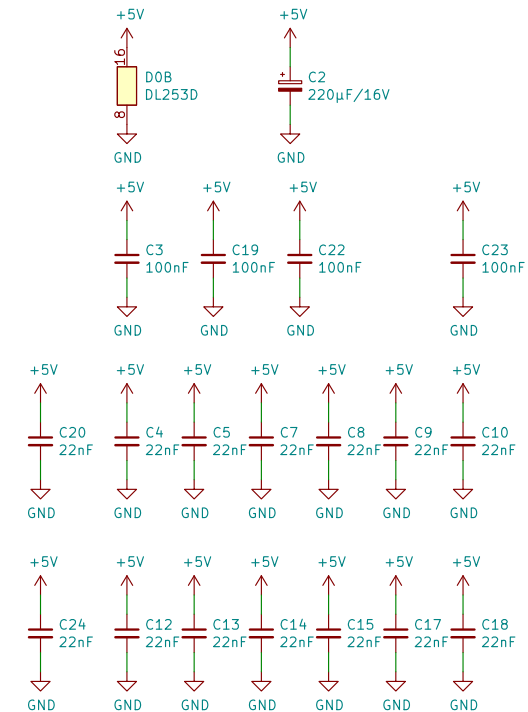 +5V +5V
16
D0B C2
DL253D 220µF/16V
8
GND GND
+5V +5V +5V +5V
C3 C19 C22 C23
100nF 100nF 100nF 100nF
GND GND GND GND
+5V +5V +5V +5V +5V +5V +5V
C20 C4 C5 C7 C8 C9 C10
22nF 22nF 22nF 22nF 22nF 22nF 22nF
GND GND GND GND GND GND GND
+5V +5V +5V +5V +5V +5V +5V
C24 C12 C13 C14 C15 C17 C18
22nF 22nF 22nF 22nF 22nF 22nF 22nF
GND GND GND GND GND GND GND